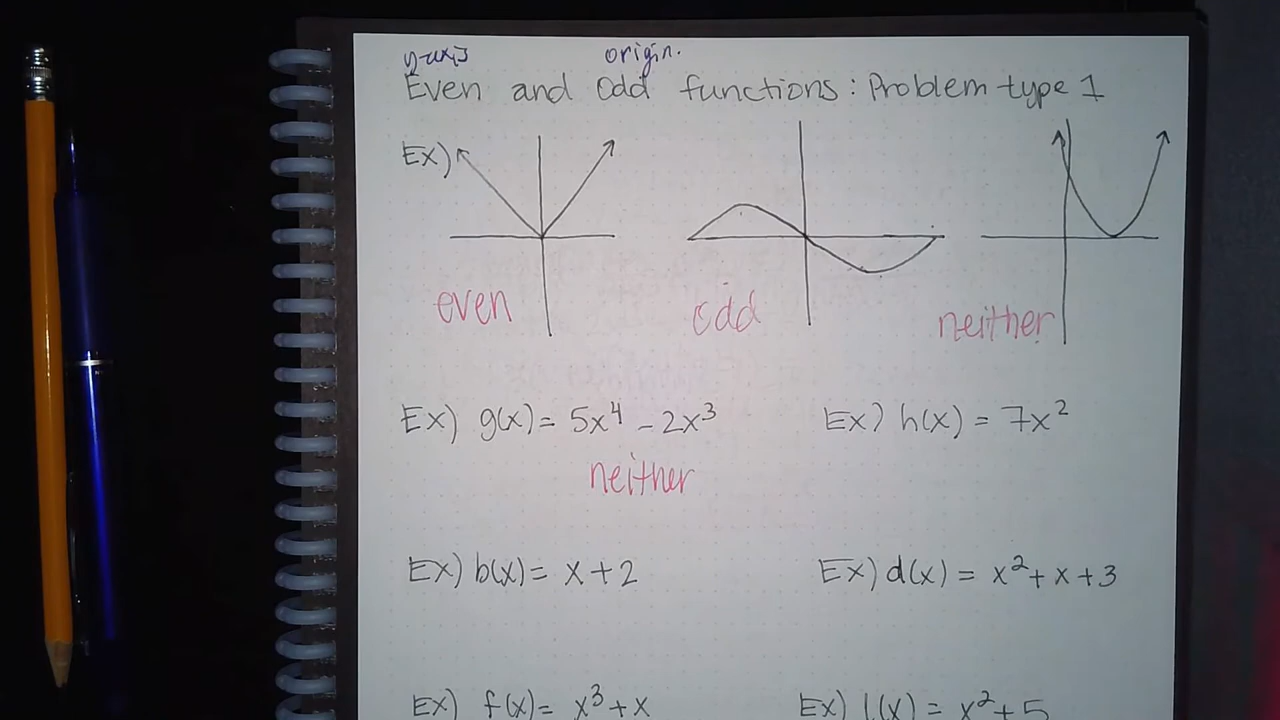 y-axis origin.
Even and Odd functions: Problem type 1
Ex)
even odd neither
Ex) g(x) = 5x⁴ - 2x³ Ex) h(x) = 7x²
neither
Ex) b(x) = x + 2 Ex) d(x) = x² + x + 3
Ex) f(x) = x³ + x Ex) l(x) = x² + 5